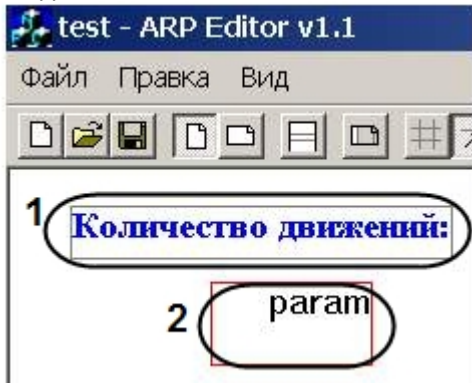 test - ARP Editor v1.1
Файл Правка Вид
1 Количество движений:
2 param